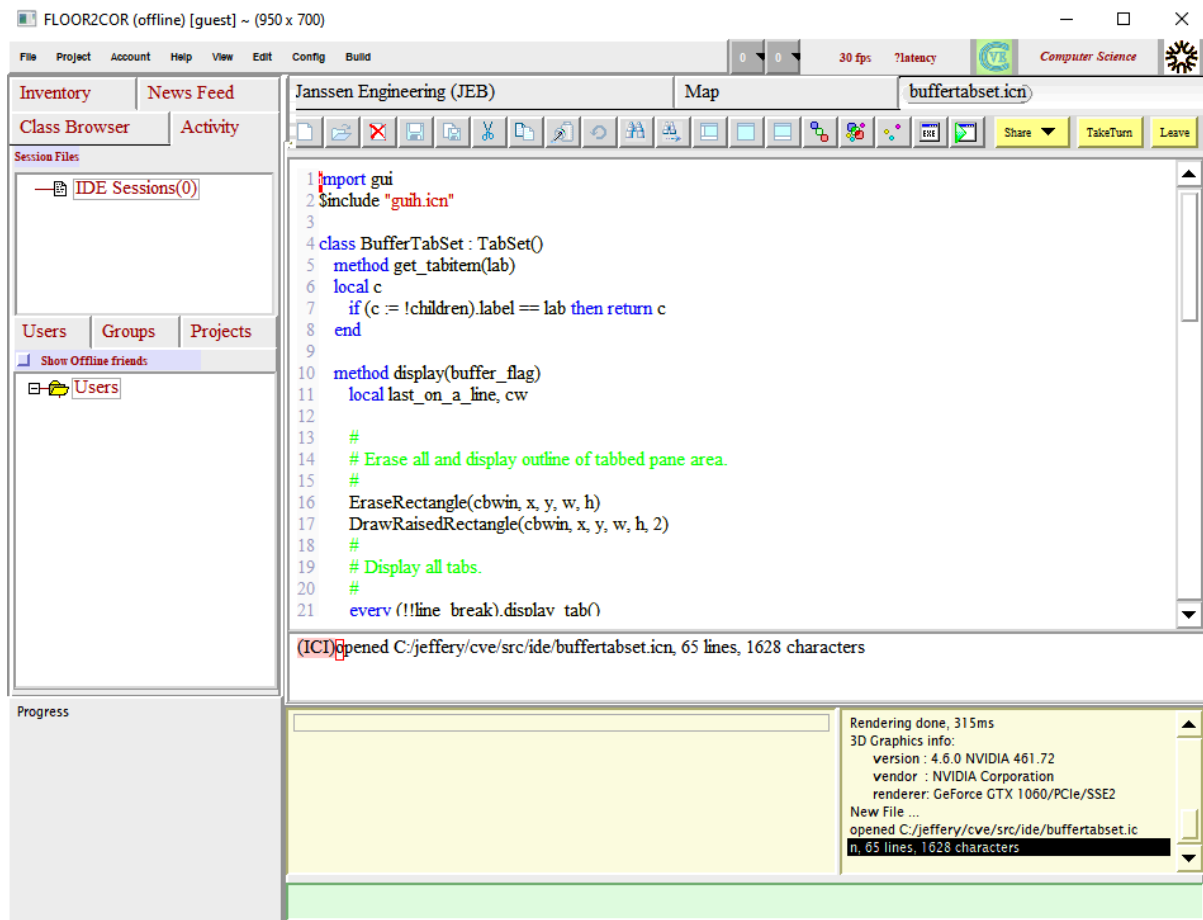 FLOOR2COR (offline) [guest] ~ (950 x 700)
File Project Account Help View Edit Config Build
0 0
30 fps ?latency
CVE
Computer Science
Inventory
News Feed
Class Browser
Activity
Session Files
IDE Sessions(0)
Users
Groups
Projects
Show Offline friends
Users
Progress
Janssen Engineering (JEB)
Map
buffertabset.icn
EXE
Share
TakeTurn
Leave
1 import gui
2 $include "guih.icn"
3
4 class BufferTabSet : TabSet()
5 method get_tabitem(lab)
6 local c
7 if (c := !children).label == lab then return c
8 end
9
10 method display(buffer_flag)
11 local last_on_a_line, cw
12
13 #
14 # Erase all and display outline of tabbed pane area.
15 #
16 EraseRectangle(cbwin, x, y, w, h)
17 DrawRaisedRectangle(cbwin, x, y, w, h, 2)
18 #
19 # Display all tabs.
20 #
21 every (!!line_break).display_tab()
(ICI)opened C:/jeffery/cve/src/ide/buffertabset.icn, 65 lines, 1628 characters
Rendering done, 315ms
3D Graphics info:
version : 4.6.0 NVIDIA 461.72
vendor : NVIDIA Corporation
renderer: GeForce GTX 1060/PCIe/SSE2
New File ...
opened C:/jeffery/cve/src/ide/buffertabset.ic
n, 65 lines, 1628 characters